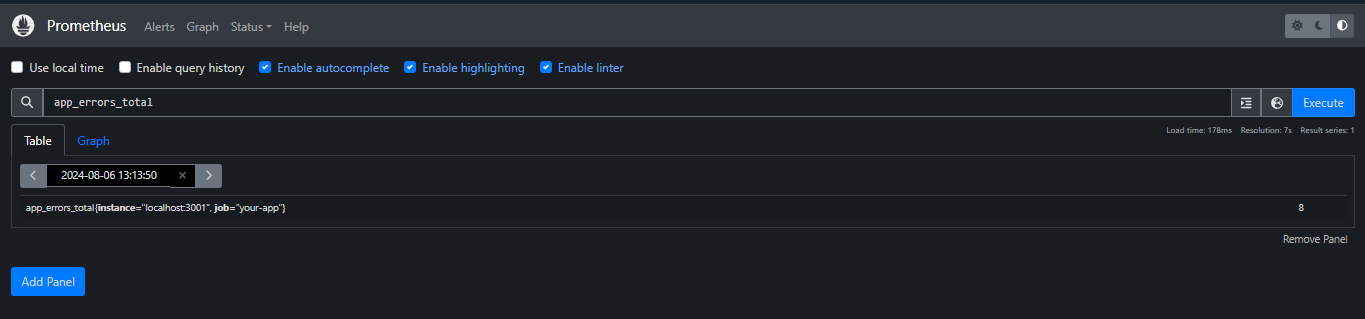 Prometheus Alerts Graph Status Help
Use local time Enable query history Enable autocomplete Enable highlighting Enable linter
app_errors_total Execute
Load time: 178ms Resolution: 7s Result series: 1
Table Graph
2024-08-06 13:13:50
app_errors_total{instance="localhost:3001", job="your-app"} 8
Remove Panel
Add Panel